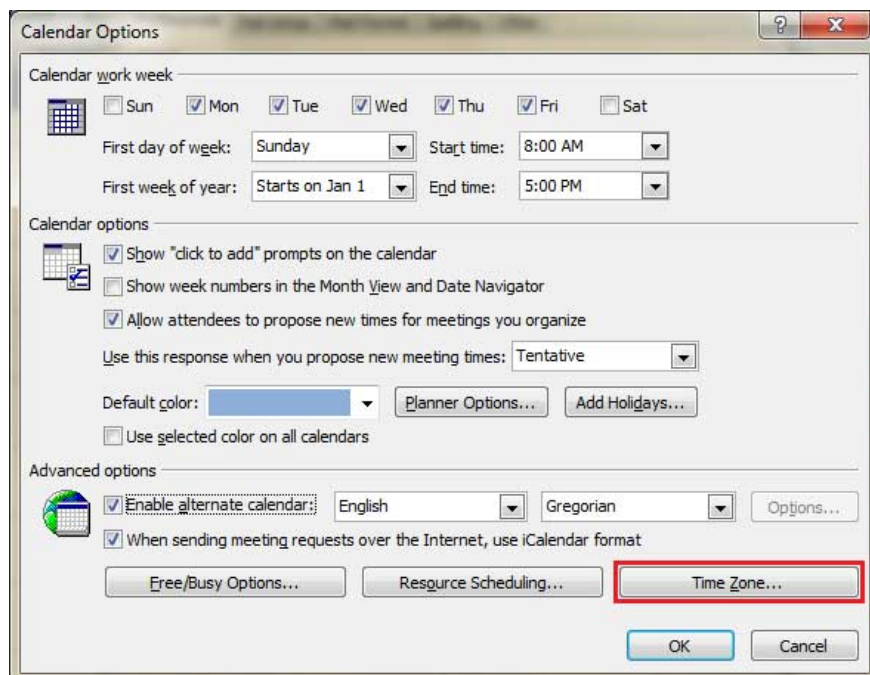 Calendar Options
Calendar work week
Sun Mon Tue Wed Thu Fri Sat
First day of week: Sunday Start time: 8:00 AM
First week of year: Starts on Jan 1 End time: 5:00 PM
Calendar options
Show "click to add" prompts on the calendar
Show week numbers in the Month View and Date Navigator
Allow attendees to propose new times for meetings you organize
Use this response when you propose new meeting times: Tentative
Default color: Planner Options... Add Holidays...
Use selected color on all calendars
Advanced options
Enable alternate calendar: English Gregorian Options...
When sending meeting requests over the Internet, use iCalendar format
Free/Busy Options... Resource Scheduling... Time Zone...
OK Cancel